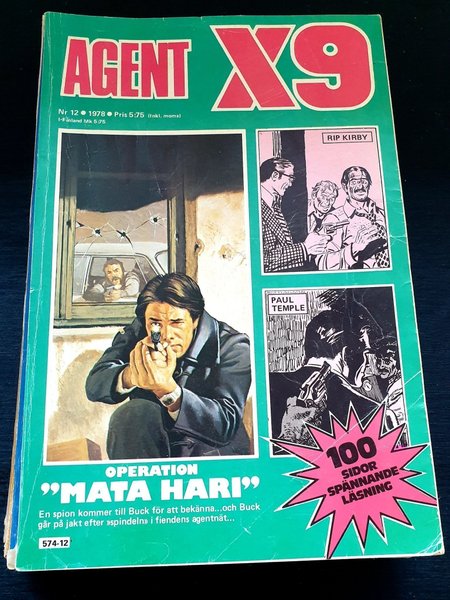 AGENT X9
Nr 12 ● 1978 ● Pris 5:75 (Inkl. moms)
I-Finland Mk 5:75
RIP KIRBY
PAUL
TEMPLE
100
SIDOR
SPÄNNANDE
LÄSNING
OPERATION
"MATA HARI"
En spion kommer till Buck för att bekänna...och Buck
går på jakt efter »spindeln» i fiendens agentnät...
574-12